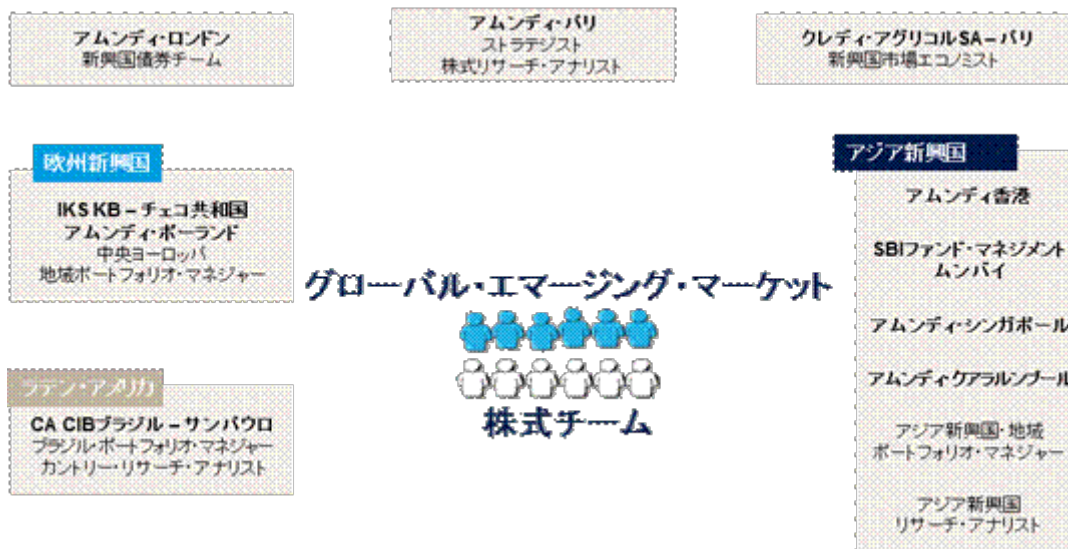 アムンディ・ロンドン
新興国債券チーム
アムンディ・パリ
ストラテジスト
株式リサーチ・アナリスト
クレディ・アグリコルSA – パリ
新興国市場エコノミスト
欧州新興国
IKS KB – チェコ共和国
アムンディ・ポーランド
中央ヨーロッパ
地域ポートフォリオ・マネジャー
ラテン・アメリカ
CA CIBブラジル – サンパウロ
ブラジル・ポートフォリオ・マネジャー
カントリー・リサーチ・アナリスト
グローバル・エマージング・マーケット
株式チーム
アジア新興国
アムンディ香港
SBIファンド・マネジメント
ムンバイ
アムンディ・シンガポール
アムンディ・クアラルンプール
アジア新興国・地域
ポートフォリオ・マネジャー
アジア新興国
リサーチ・アナリスト